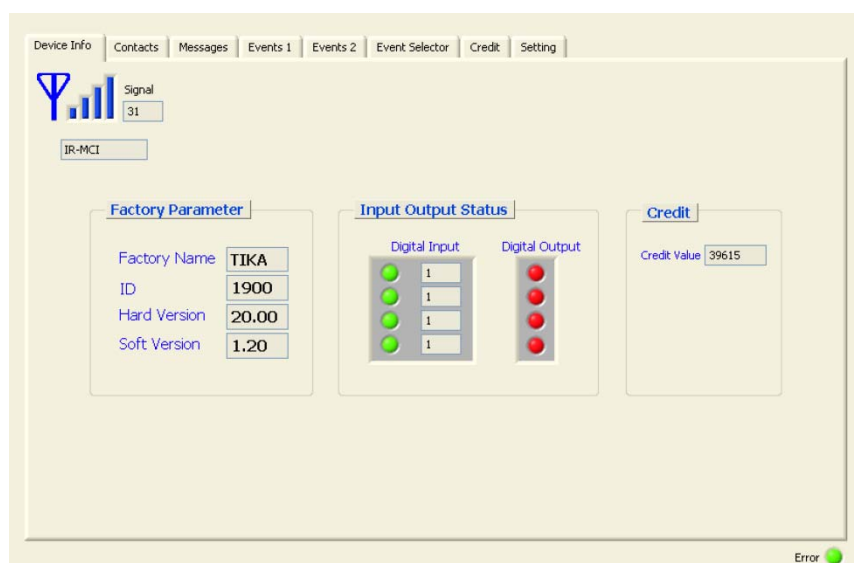 Device Info Contacts Messages Events 1 Events 2 Event Selector Credit Setting
Signal
31
IR-MCI
Factory Parameter
Factory Name TIKA
ID 1900
Hard Version 20.00
Soft Version 1.20
Input Output Status
Digital Input Digital Output
1
1
1
1
Credit
Credit Value 39615
Error